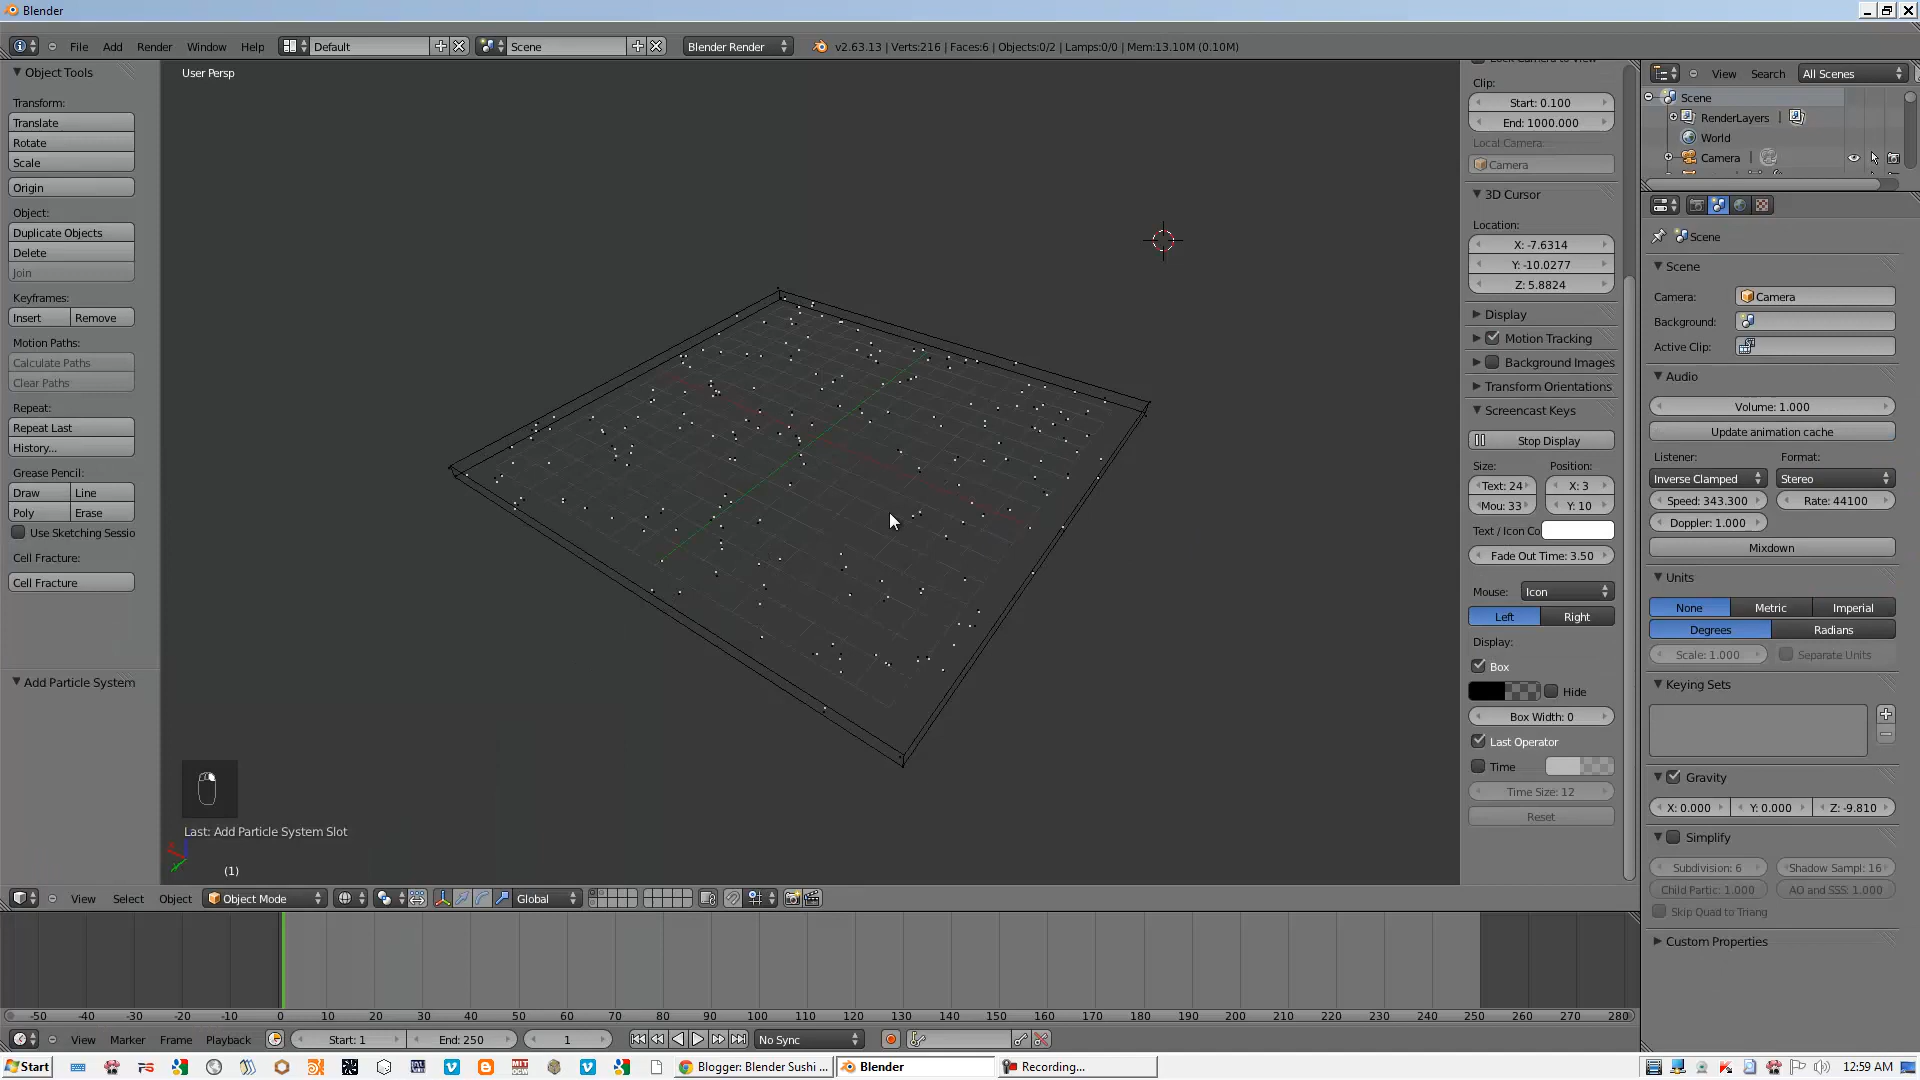 Blender
File Add Render Window Help Default Scene Blender Render v2.63.13 | Verts:216 | Faces:6 | Objects:0/2 | Lamps:0/0 | Mem:13.10M (0.10M)
Object Tools
Transform:
Translate
Rotate
Scale
Origin
Object:
Duplicate Objects
Delete
Join
Keyframes:
Insert Remove
Motion Paths:
Calculate Paths
Clear Paths
Repeat:
Repeat Last
History...
Grease Pencil:
Draw Line
Poly Erase
Use Sketching Sessio
Cell Fracture:
Cell Fracture
Add Particle System
User Persp
Last: Add Particle System Slot
(1)
Clip:
Start: 0.100
End: 1000.000
Local Camera:
Camera
3D Cursor
Location:
X: -7.6314
Y: -10.0277
Z: 5.8824
Display
Motion Tracking
Background Images
Transform Orientations
Screencast Keys
Stop Display
Size: Position:
Text: 24 X: 3
Mou: 33 Y: 10
Text / Icon Co
Fade Out Time: 3.50
Mouse: Icon
Left Right
Display:
Box
Hide
Box Width: 0
Last Operator
Time
Time Size: 12
Reset
View Search All Scenes
Scene
RenderLayers |
World
Camera |
Scene
Scene
Camera: Camera
Background:
Active Clip:
Audio
Volume: 1.000
Update animation cache
Listener: Format:
Inverse Clamped Stereo
Speed: 343.300 Rate: 44100
Doppler: 1.000
Mixdown
Units
None Metric Imperial
Degrees Radians
Scale: 1.000 Separate Units
Keying Sets
Gravity
X: 0.000 Y: 0.000 Z: -9.810
Simplify
Subdivision: 6 Shadow Sampl: 16
Child Partic: 1.000 AO and SSS: 1.000
Skip Quad to Triang
Custom Properties
View Select Object Object Mode Global
-50 -40 -30 -20 -10 0 10 20 30 40 50 60 70 80 90 100 110 120 130 140 150 160 170 180 190 200 210 220 230 240 250 260 270 280
View Marker Frame Playback Start: 1 End: 250 1 No Sync
Start Blogger: Blender Sushi ... Blender Recording... 12:59 AM